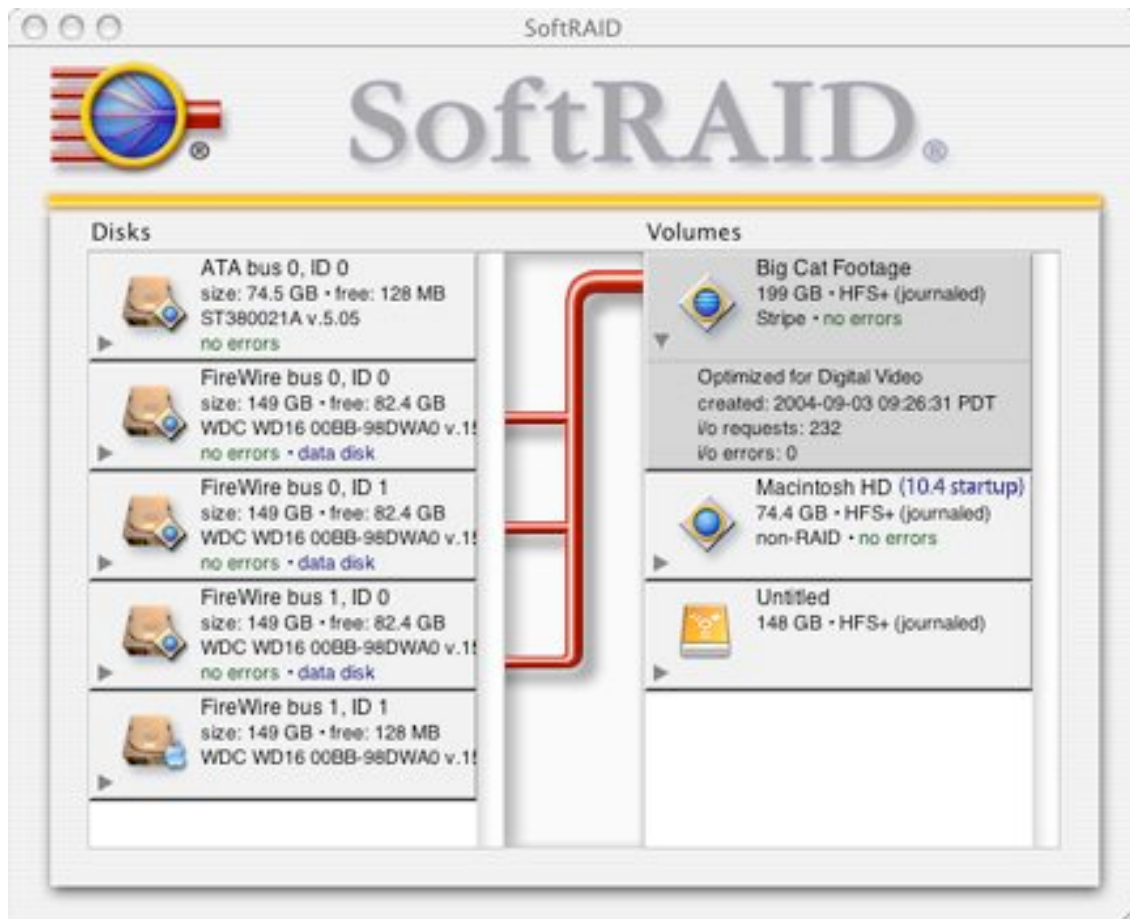 SoftRAID
®
SoftRAID®
Disks
ATA bus 0, ID 0
size: 74.5 GB • free: 128 MB
ST380021A v.5.05
no errors
FireWire bus 0, ID 0
size: 149 GB • free: 82.4 GB
WDC WD16 00BB-98DWA0 v.15
no errors • data disk
FireWire bus 0, ID 1
size: 149 GB • free: 82.4 GB
WDC WD16 00BB-98DWA0 v.15
no errors • data disk
FireWire bus 1, ID 0
size: 149 GB • free: 82.4 GB
WDC WD16 00BB-98DWA0 v.15
no errors • data disk
FireWire bus 1, ID 1
size: 149 GB • free: 128 MB
WDC WD16 00BB-98DWA0 v.15
Volumes
Big Cat Footage
199 GB • HFS+ (journaled)
Stripe • no errors
Optimized for Digital Video
created: 2004-09-03 09:26:31 PDT
i/o requests: 232
i/o errors: 0
Macintosh HD (10.4 startup)
74.4 GB • HFS+ (journaled)
non-RAID • no errors
Untitled
148 GB • HFS+ (journaled)